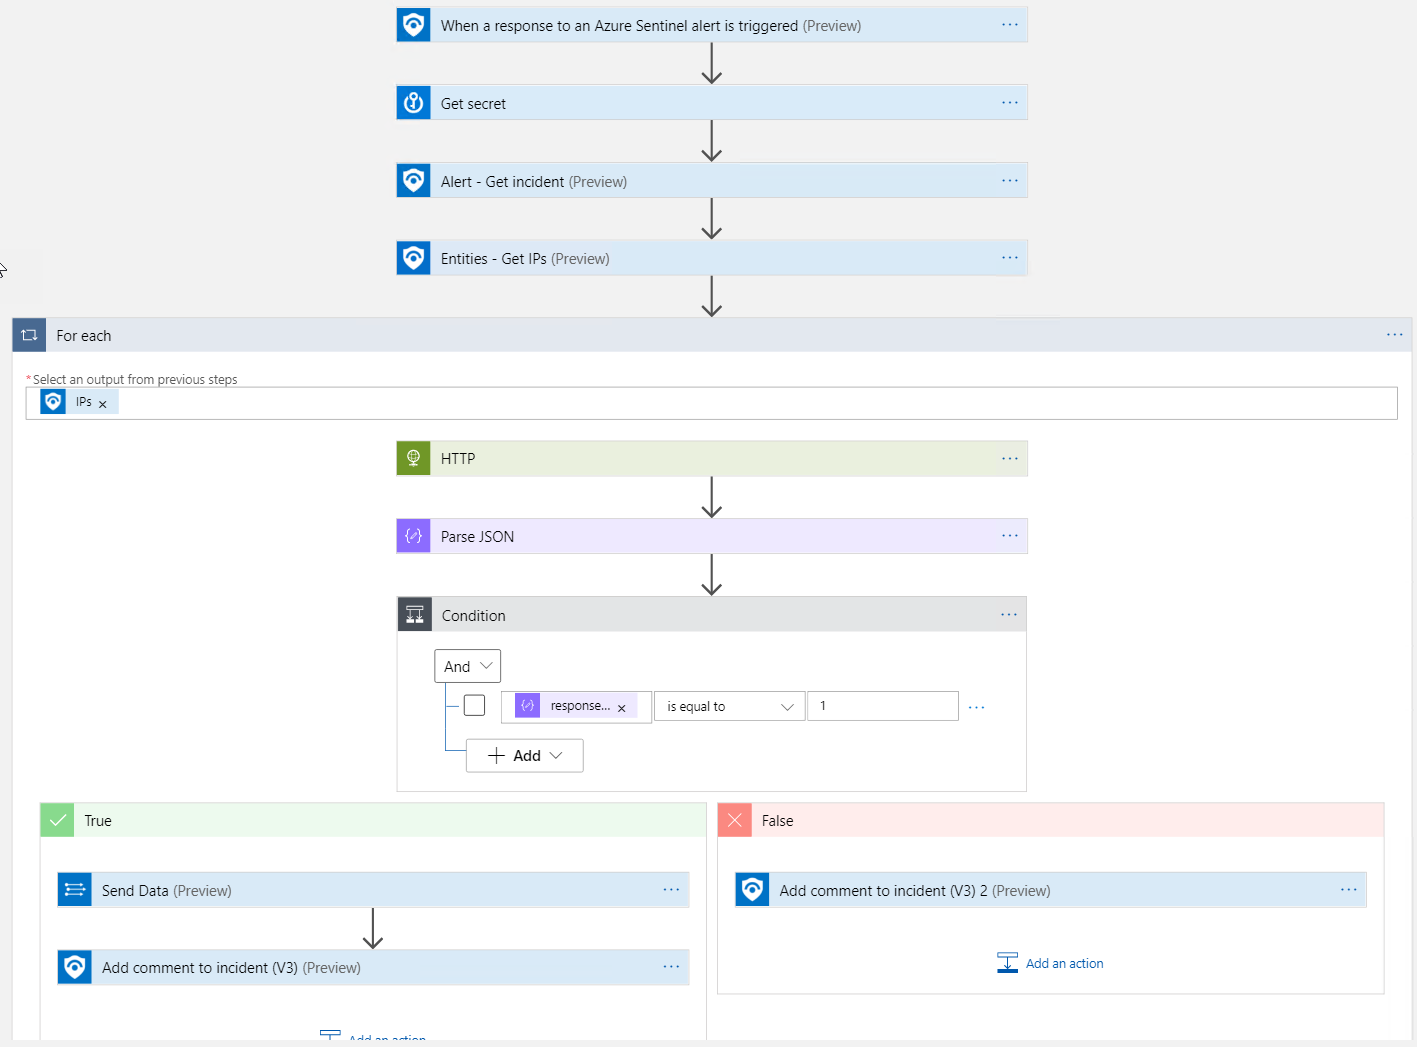 When a response to an Azure Sentinel alert is triggered (Preview)
Get secret
Alert - Get incident (Preview)
Entities - Get IPs (Preview)
For each
*Select an output from previous steps
IPs
HTTP
Parse JSON
Condition
And
response... is equal to 1
Add
True
False
Send Data (Preview)
Add comment to incident (V3) 2 (Preview)
Add comment to incident (V3) (Preview)
Add an action
Add an action